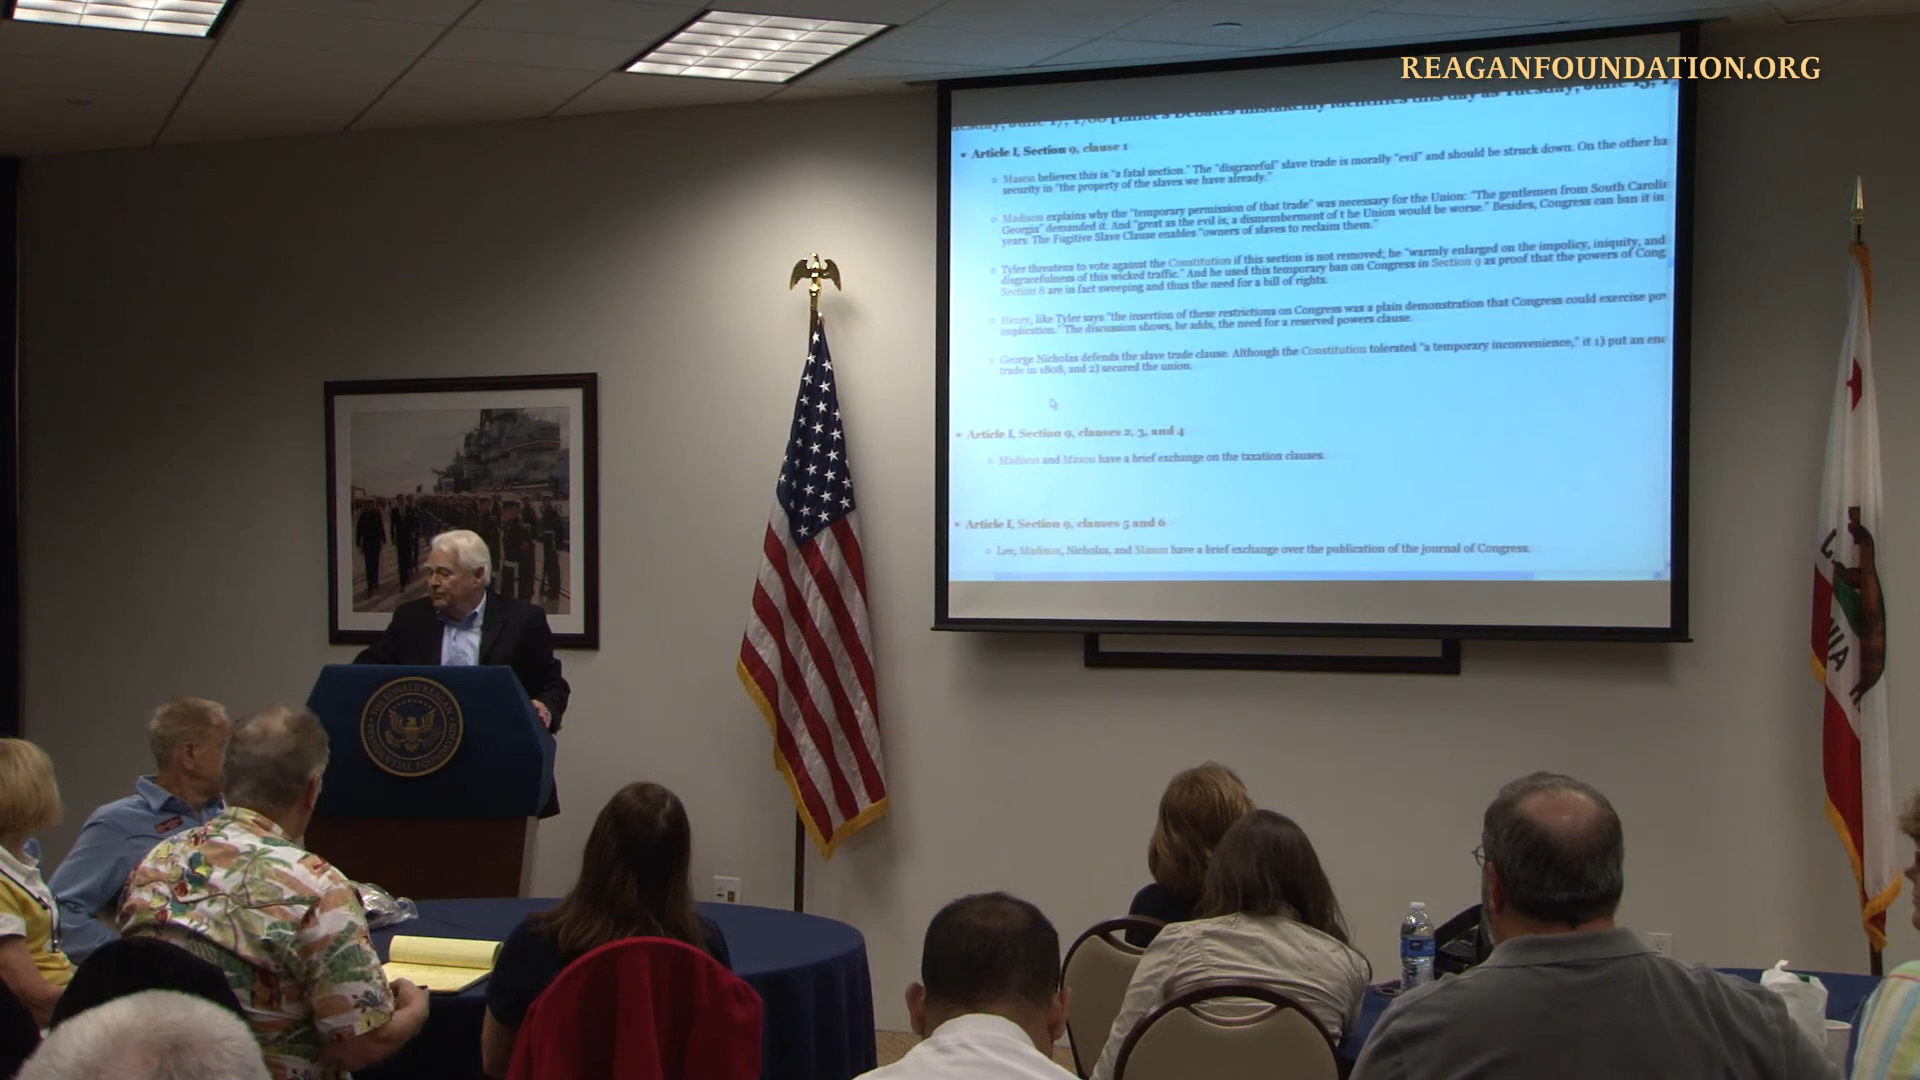 REAGANFOUNDATION.ORG
• Article I, Section 9, clause 1
Mason believes this is "a fatal section." The "disgraceful" slave trade is morally "evil" and should be struck down. On the other ha
security in "the property of the slaves we have already."
Madison explains why the "temporary permission of that trade" was necessary for the Union: "The gentlemen from South Carolin
Georgia" demanded it. And "great as the evil is, a dismemberment of t he Union would be worse." Besides, Congress can ban it in
years. The Fugitive Slave Clause enables "owners of slaves to reclaim them."
Tyler threatens to vote against the Constitution if this section is not removed; he "warmly enlarged on the impolicy, iniquity, and
disgracefulness of this wicked traffic." And he used this temporary ban on Congress in Section 9 as proof that the powers of Cong
Section 8 are in fact sweeping and thus the need for a bill of rights.
Henry, like Tyler says "the insertion of these restrictions on Congress was a plain demonstration that Congress could exercise pow
implication." The discussion shows, he adds, the need for a reserved powers clause.
George Nicholas defends the slave trade clause. Although the Constitution tolerated "a temporary inconvenience," it 1) put an end
trade in 1808, and 2) secured the union.
• Article I, Section 9, clauses 2, 3, and 4
Madison and Mason have a brief exchange on the taxation clauses.
• Article I, Section 9, clauses 5 and 6
Lee, Madison, Nicholas, and Mason have a brief exchange over the publication of the journal of Congress.
THE RONALD REAGAN
PRESIDENTIAL FOUNDATION